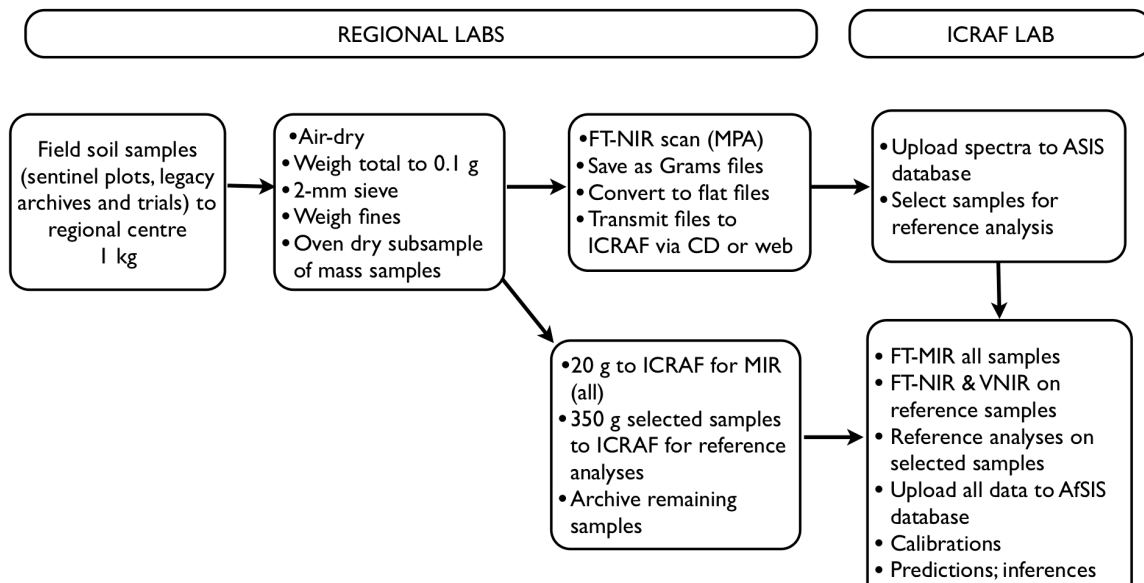 REGIONAL LABS
ICRAF LAB
Field soil samples
(sentinel plots, legacy
archives and trials) to
regional centre
1 kg
•Air-dry
•Weigh total to 0.1 g
•2-mm sieve
•Weigh fines
•Oven dry subsample
of mass samples
•FT-NIR scan (MPA)
•Save as Grams files
•Convert to flat files
•Transmit files to
ICRAF via CD or web
• Upload spectra to ASIS
database
• Select samples for
reference analysis
•20 g to ICRAF for MIR
(all)
•350 g selected samples
to ICRAF for reference
analyses
•Archive remaining
samples
• FT-MIR all samples
• FT-NIR & VNIR on
reference samples
• Reference analyses on
selected samples
• Upload all data to AfSIS
database
• Calibrations
• Predictions; inferences